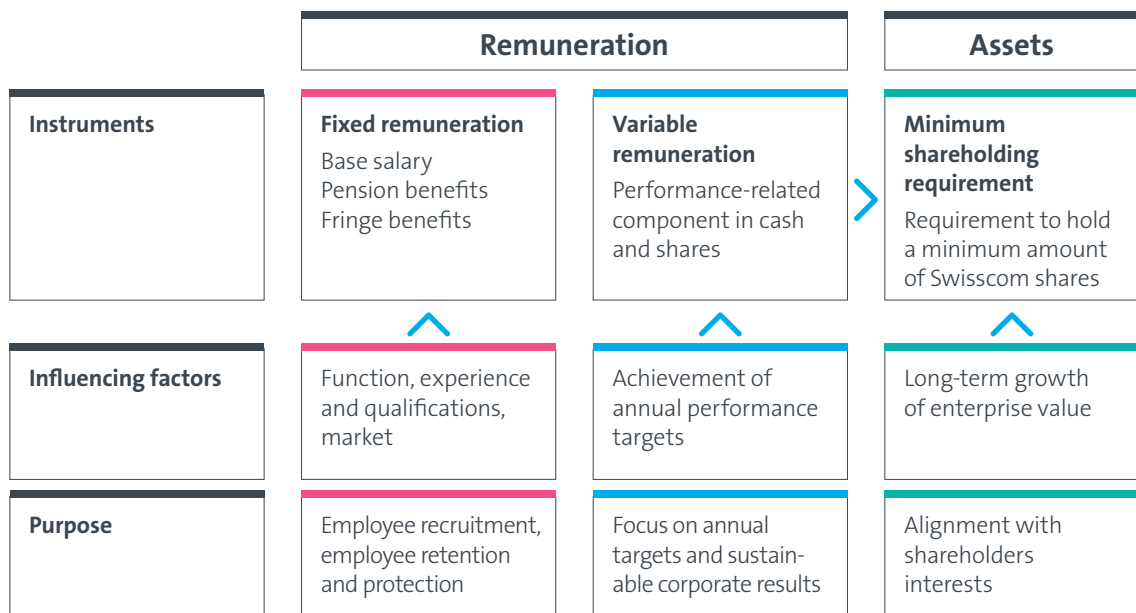 Remuneration
Assets
Instruments
Fixed remuneration
Base salary
Pension benefits
Fringe benefits
Variable
remuneration
Performance-related
component in cash
and shares
Minimum
shareholding
requirement
Requirement to hold
a minimum amount
of Swisscom shares
Influencing factors
Function, experience
and qualifications,
market
Achievement of
annual performance
targets
Long-term growth
of enterprise value
Purpose
Employee recruitment,
employee retention
and protection
Focus on annual
targets and sustain-
able corporate results
Alignment with
shareholders
interests